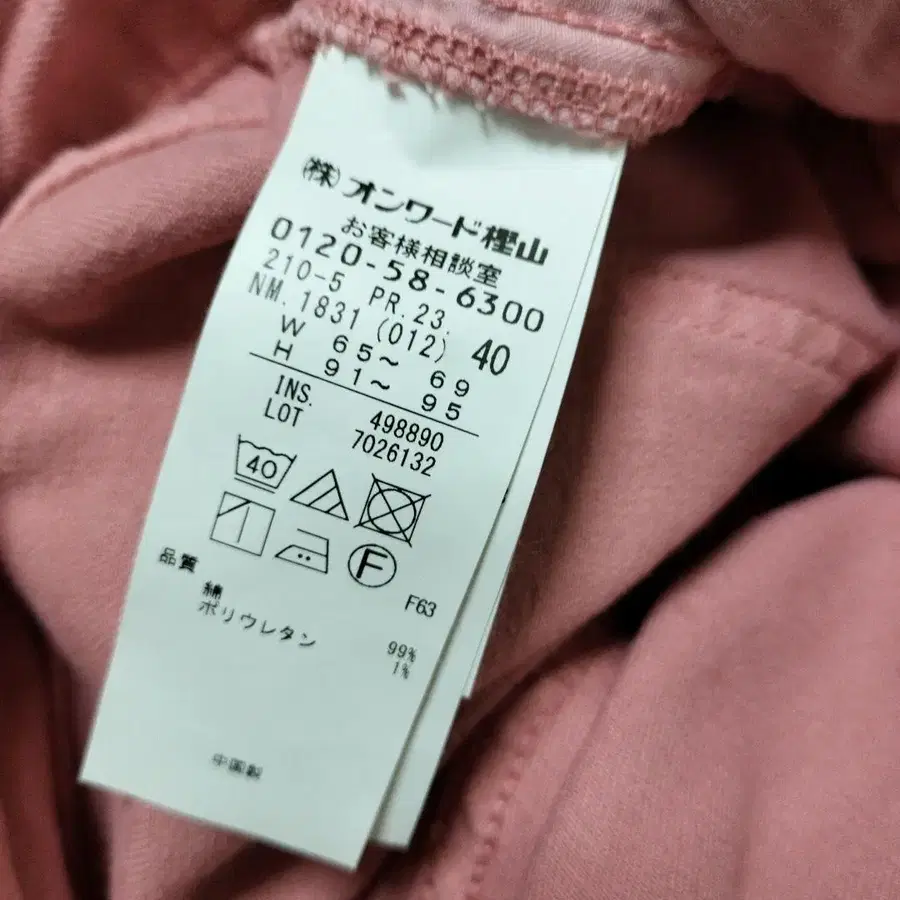 ㈱オンワード樫山
お客様相談室
0120-58-6300
210-5 PR.23.
NM.1831(012) 40
W 65～ 69
H 91～ 95
INS. 498890
LOT 7026132
40
F
F63
品質
綿 99%
ポリウレタン 1%
中国製